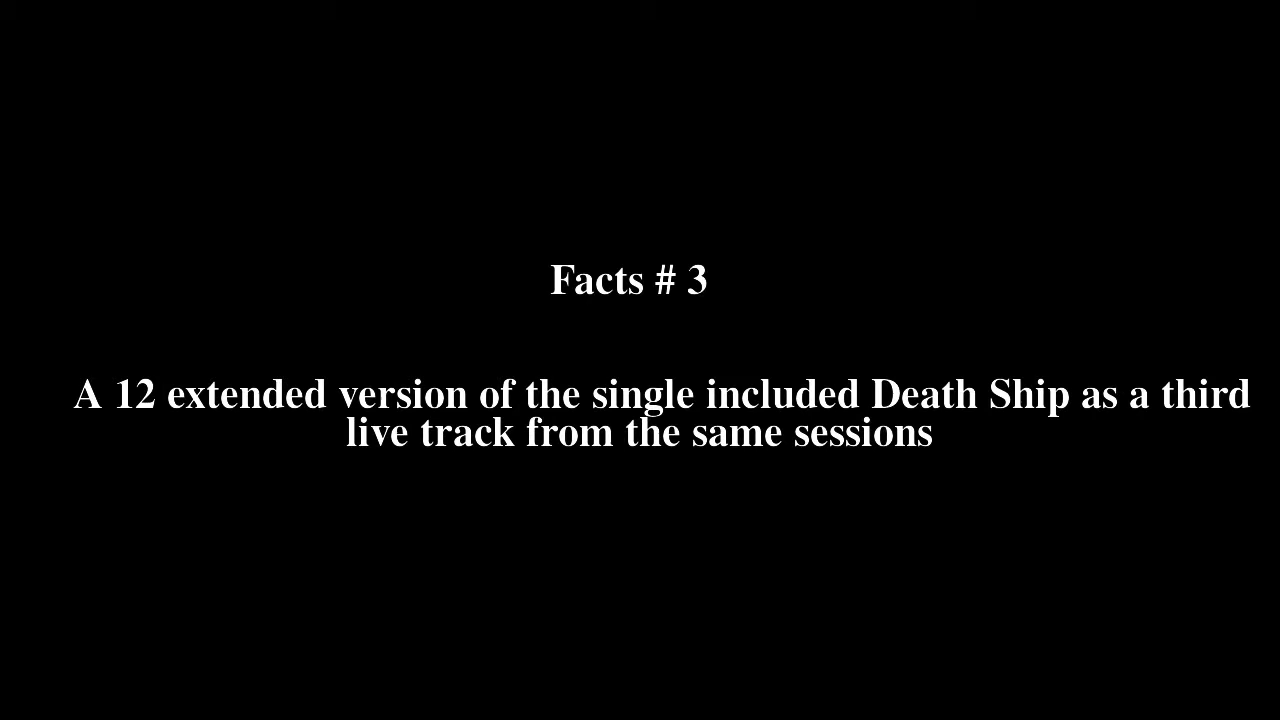 Facts # 3
A 12 extended version of the single included Death Ship as a third
live track from the same sessions